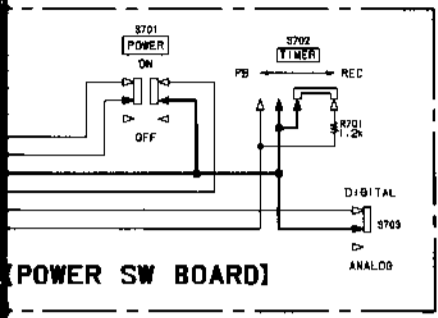 S701
POWER
ON
OFF
S702
TIMER
PB REC
R701
1.2K
DIGITAL
S703
ANALOG
[POWER SW BOARD]